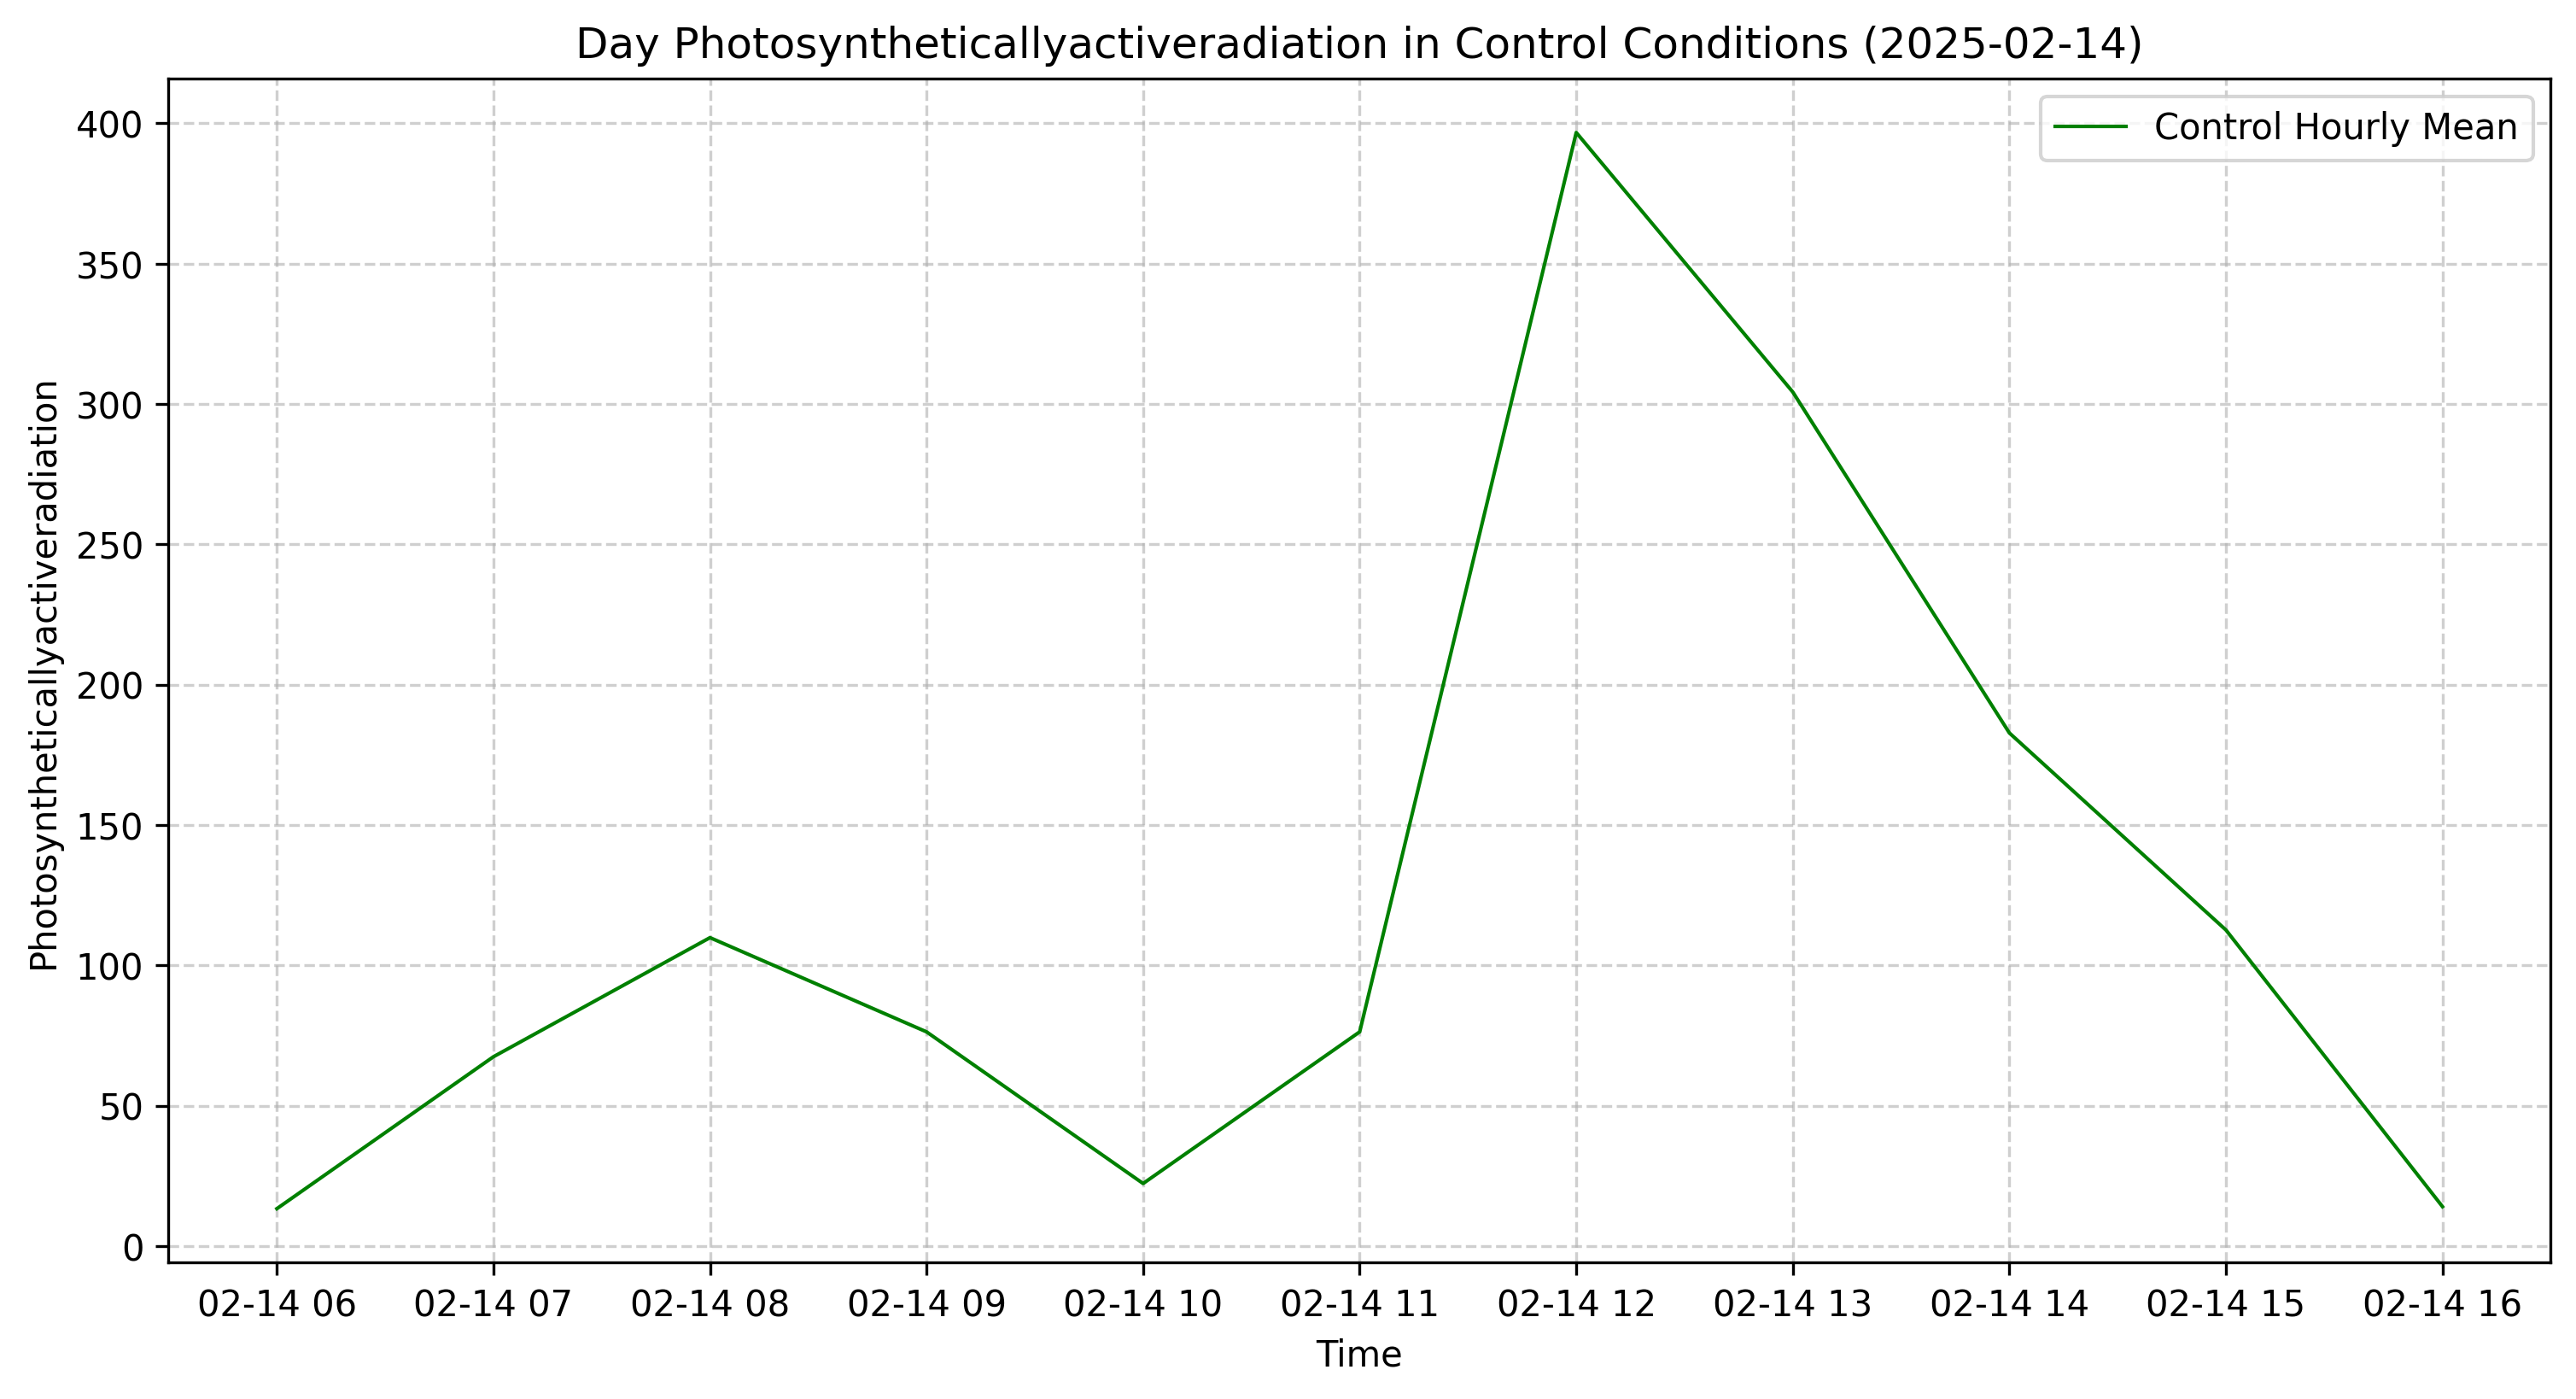 Day Photosyntheticallyactiveradiation in Control Conditions (2025-02-14)
Control Hourly Mean
Photosyntheticallyactiveradiation
400
350
300
250
200
150
100
50
0
02-14 06 02-14 07 02-14 08 02-14 09 02-14 10 02-14 11 02-14 12 02-14 13 02-14 14 02-14 15 02-14 16
Time